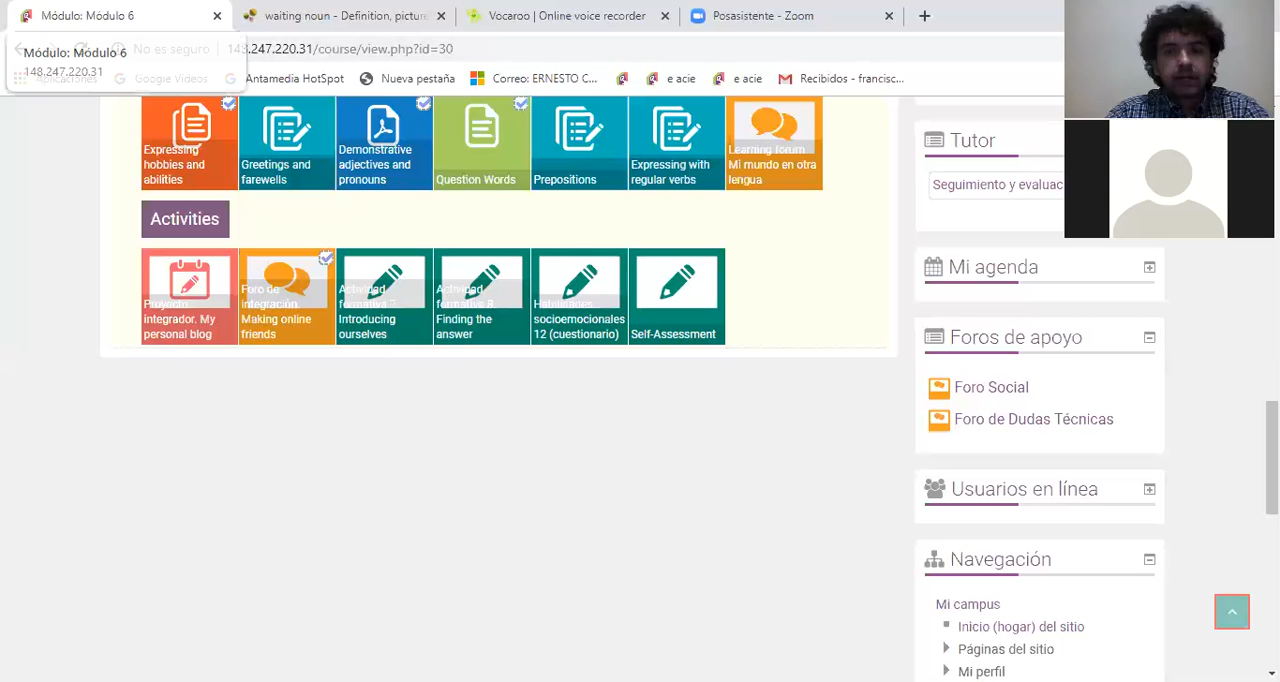 Módulo: Módulo 6
waiting noun - Definition, picture
Vocaroo | Online voice recorder
Posasistente - Zoom
Módulo: Módulo 6
148.247.220.31
No es seguro
148.247.220.31/course/view.php?id=30
Aplicaciones
Google Videos
Antamedia HotSpot
Nueva pestaña
Correo: ERNESTO C...
e acie
e acie
Recibidos - francisc...
Expressing
hobbies and
abilities
Greetings and
farewells
Demonstrative
adjectives and
pronouns
Question Words
Prepositions
Expressing with
regular verbs
Learning forum.
Mi mundo en otra
lengua
Activities
Proyecto
integrador. My
personal blog
Foro de
integración.
Making online
friends
Actividad
formativa 7.
Introducing
ourselves
Actividad
formativa 8.
Finding the
answer
Habilidades
socioemocionales
12 (cuestionario)
Self-Assessment
Tutor
Seguimiento y evaluac
Mi agenda
Foros de apoyo
Foro Social
Foro de Dudas Técnicas
Usuarios en línea
Navegación
Mi campus
Inicio (hogar) del sitio
Páginas del sitio
Mi perfil